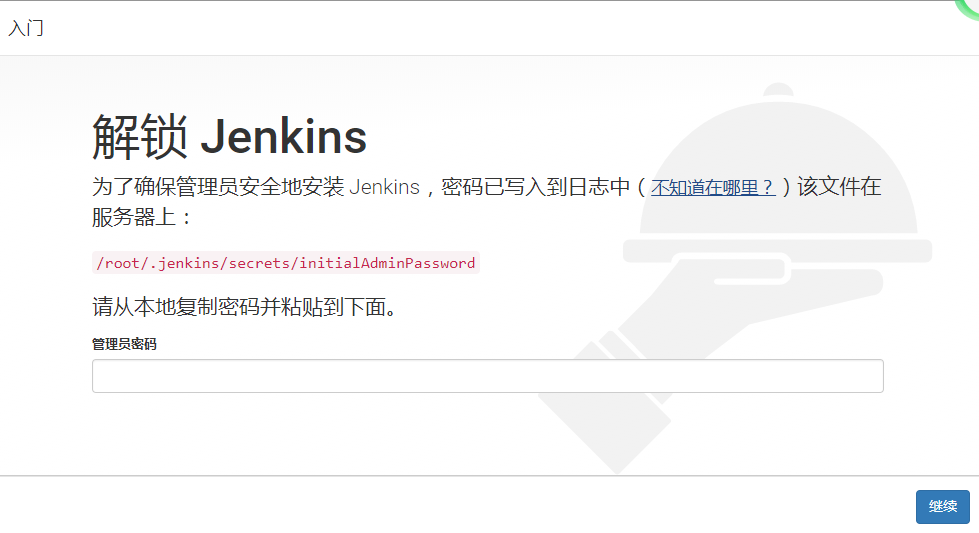 入门
解锁 Jenkins
为了确保管理员安全地安装 Jenkins，密码已写入到日志中（不知道在哪里？）该文件在
服务器上：
/root/.jenkins/secrets/initialAdminPassword
请从本地复制密码并粘贴到下面。
管理员密码
继续